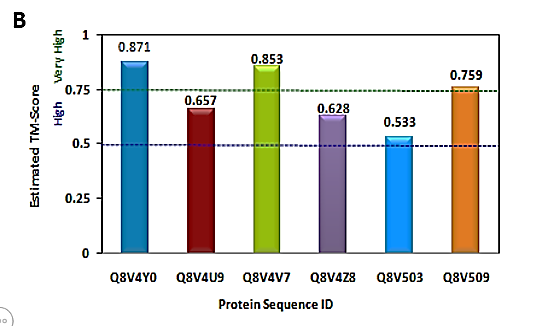 B
Very High
High
Estimated TM-Score
1
0.75
0.5
0.25
0
0.871
0.657
0.853
0.628
0.533
0.759
Q8V4Y0 Q8V4U9 Q8V4V7 Q8V4Z8 Q8V503 Q8V509
Protein Sequence ID